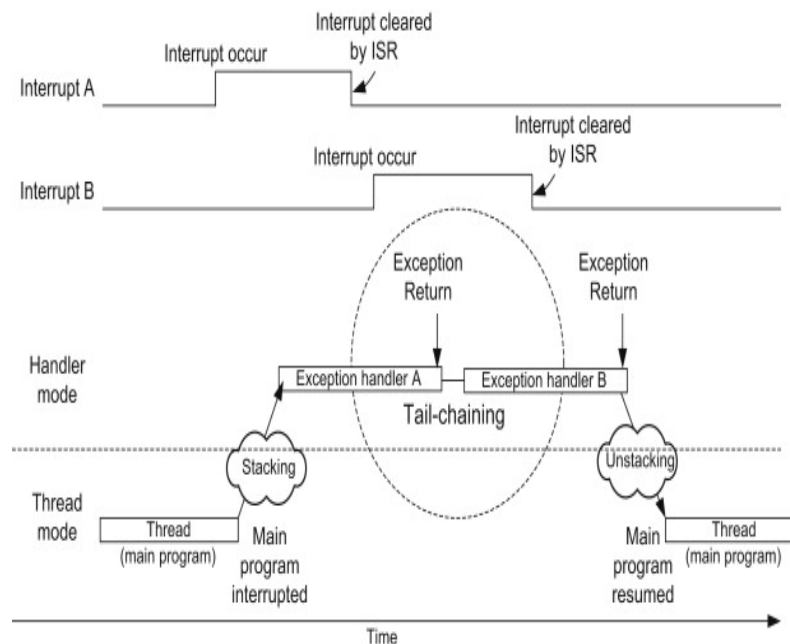 Interrupt cleared
by ISR
Interrupt occur
Interrupt A
Interrupt cleared
by ISR
Interrupt occur
Interrupt B
Exception
Return
Exception
Return
Handler
mode
Exception handler A
Exception handler B
Tail-chaining
Stacking
Unstacking
Thread
mode
Thread
(main program)
Main
program
interrupted
Main
program
resumed
Thread
(main program)
Time